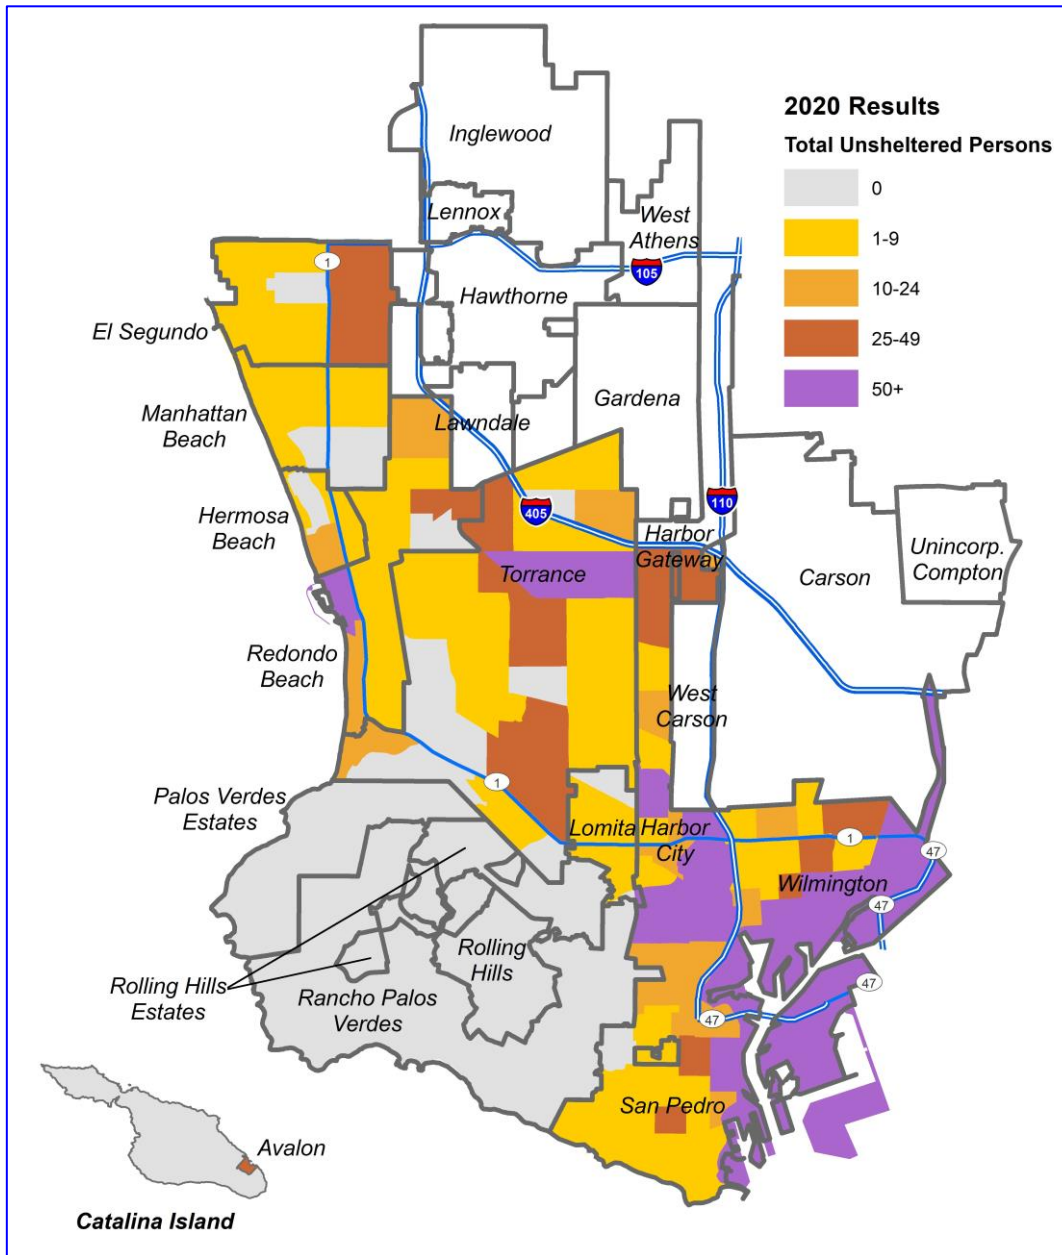 2020 Results
Total Unsheltered Persons
0
1-9
10-24
25-49
50+
Inglewood
Lennox
West
Athens
105
1
Hawthorne
El Segundo
Gardena
Manhattan
Beach
Lawndale
Hermosa
Beach
405
110
Harbor
Gateway
Unincorp.
Compton
Carson
Torrance
Redondo
Beach
West
Carson
1
Palos Verdes
Estates
Lomita
Harbor
City
1
47
Wilmington
47
Rolling
Hills
Rolling Hills
Estates
Rancho Palos
Verdes
47
47
San Pedro
Avalon
Catalina Island